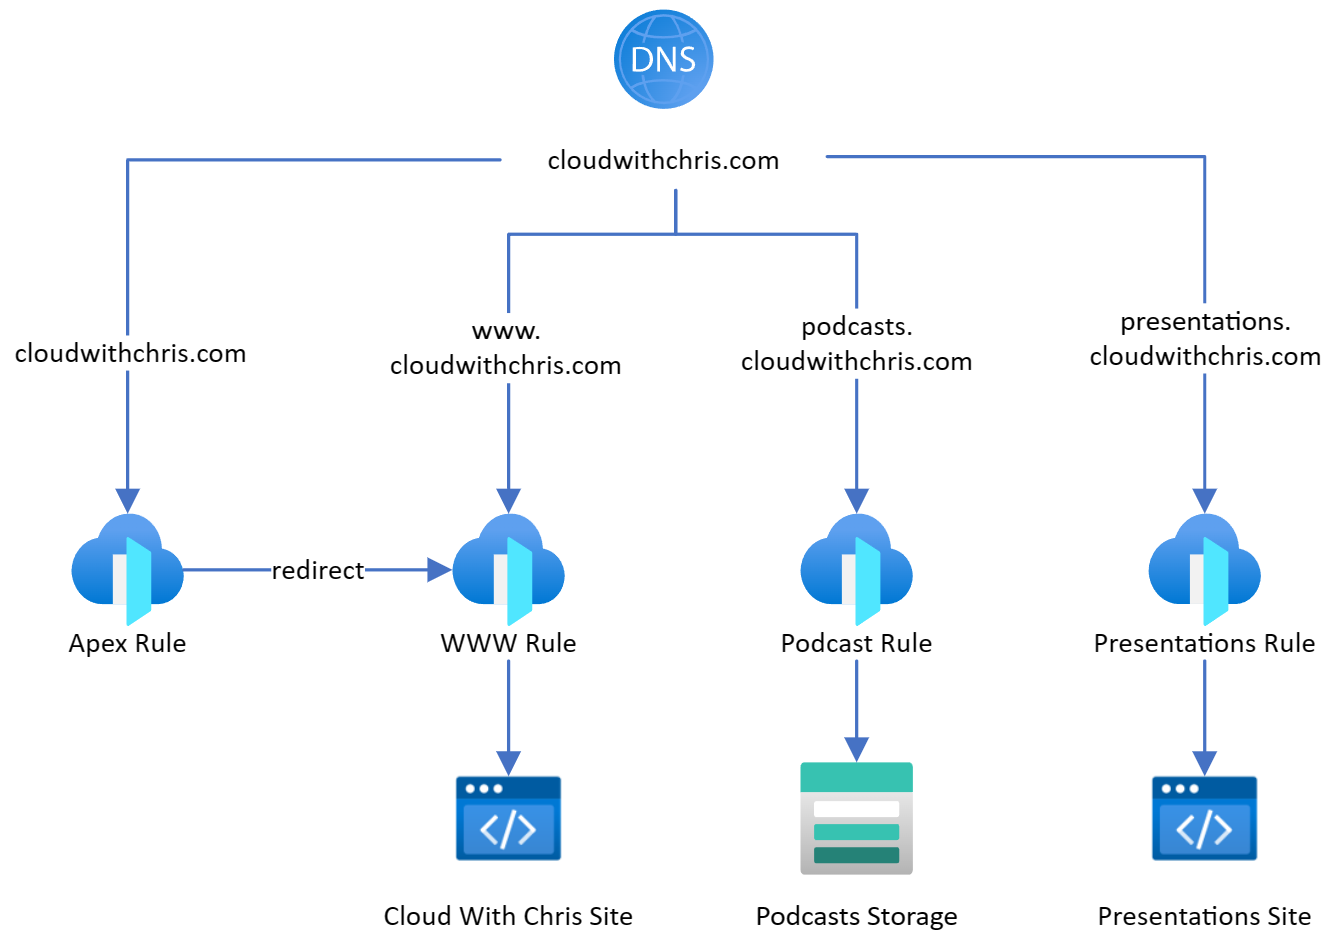 DNS
cloudwithchris.com
cloudwithchris.com
www.
cloudwithchris.com
podcasts.
cloudwithchris.com
presentations.
cloudwithchris.com
redirect
Apex Rule
WWW Rule
Podcast Rule
Presentations Rule
</>
</>
Cloud With Chris Site
Podcasts Storage
Presentations Site